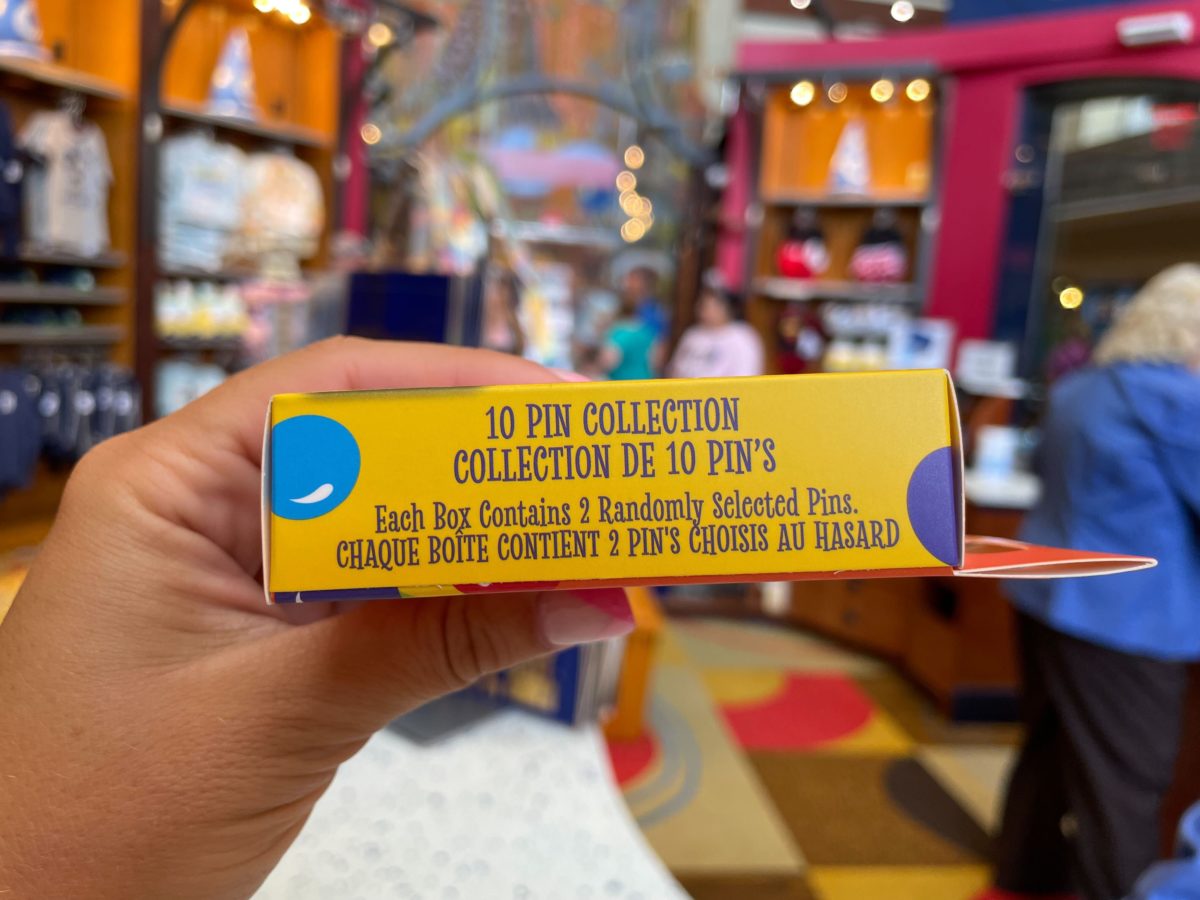 10 PIN COLLECTION
COLLECTION DE 10 PIN'S
Each Box Contains 2 Randomly Selected Pins.
CHAQUE BOÎTE CONTIENT 2 PIN'S CHOISIS AU HASARD